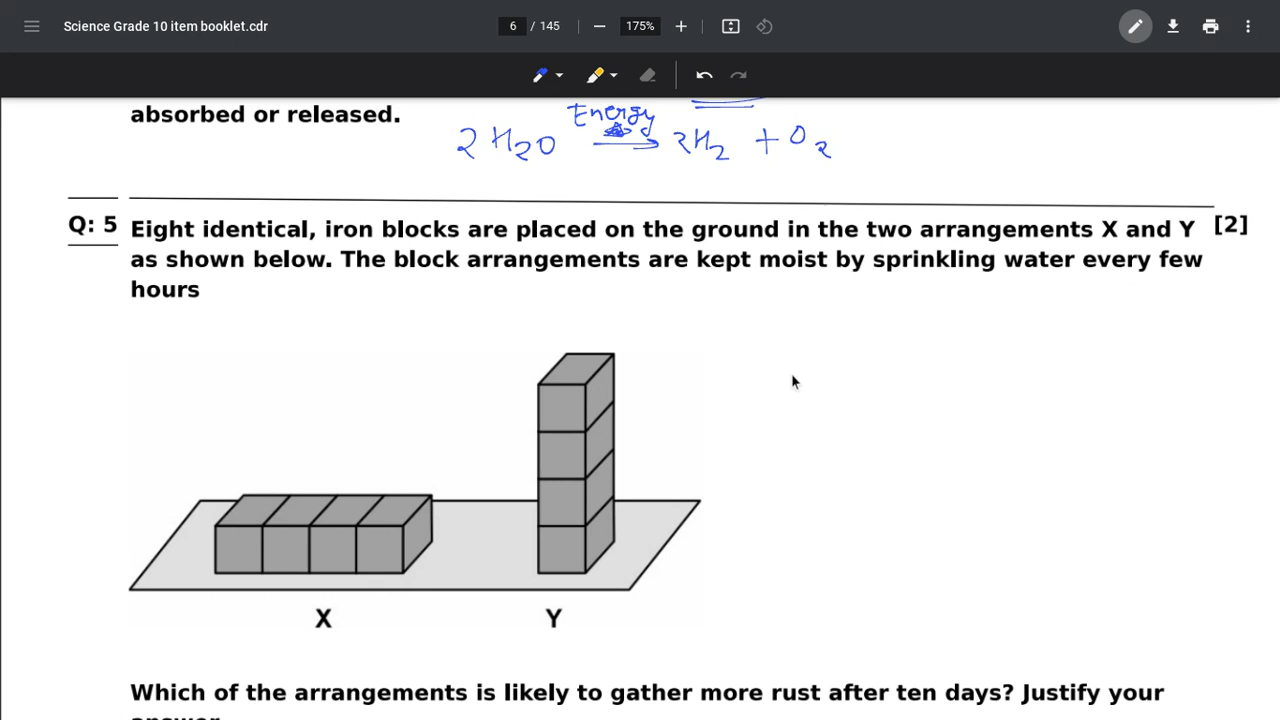 Science Grade 10 item booklet.cdr 6 / 145 175%
absorbed or released.
Energy
2 H2O → 2H2 + O2
Q: 5 Eight identical, iron blocks are placed on the ground in the two arrangements X and Y [2]
as shown below. The block arrangements are kept moist by sprinkling water every few
hours
X Y
Which of the arrangements is likely to gather more rust after ten days? Justify your